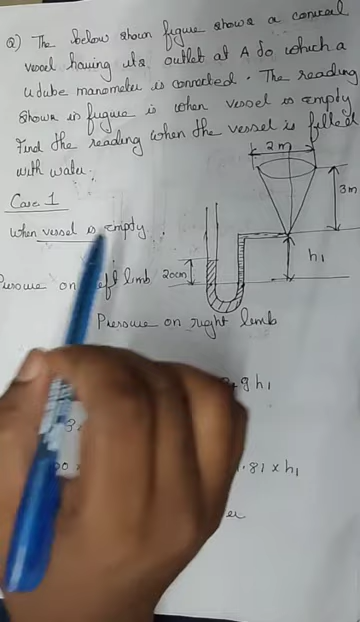 Q) The below shown figure shows a conical
vessel having its outlet at A to which a
U tube manometer is connected. The reading
shown in figure is when vessel is empty
Find the reading when the vessel is filled
with water.
2m
3m
Case 1
When vessel is empty
h1
20cm
Pressure on left limb
Pressure on right limb
g h1
.81 x h1